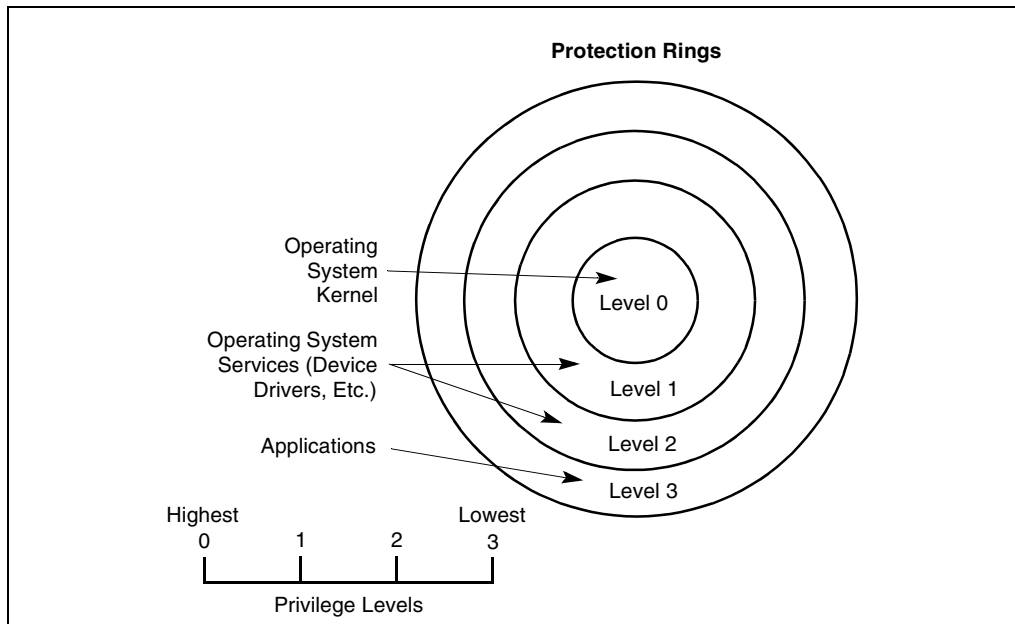 Protection Rings
Operating
System
Kernel
Level 0
Operating System
Services (Device
Drivers, Etc.)
Level 1
Level 2
Applications
Level 3
Highest
Lowest
0
1
2
3
Privilege Levels